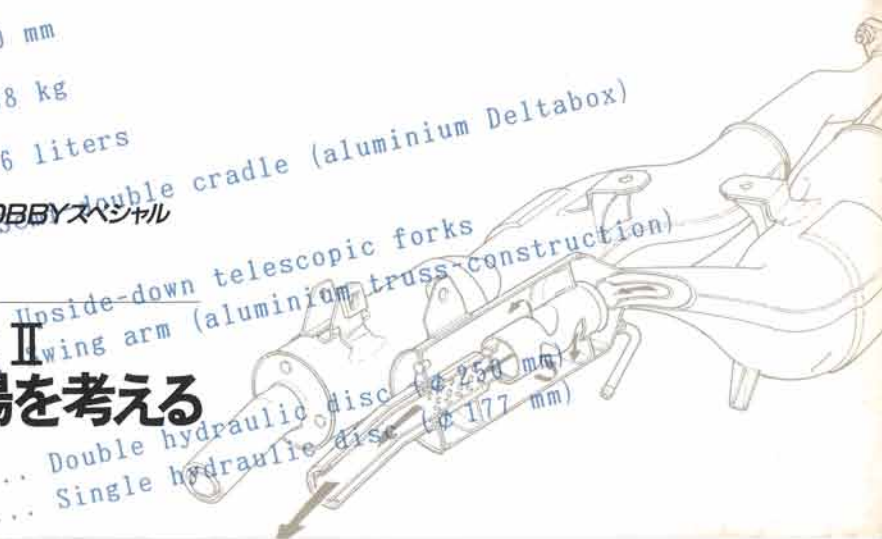 mm
8 kg
6 liters
double cradle (aluminium Deltabox)
OBBYスペシャル
Upside-down telescopic forks
Swing arm (aluminium truss-construction)
II
を考える
... Double hydraulic disc (φ 250 mm)
... Single hydraulic disc (φ 177 mm)